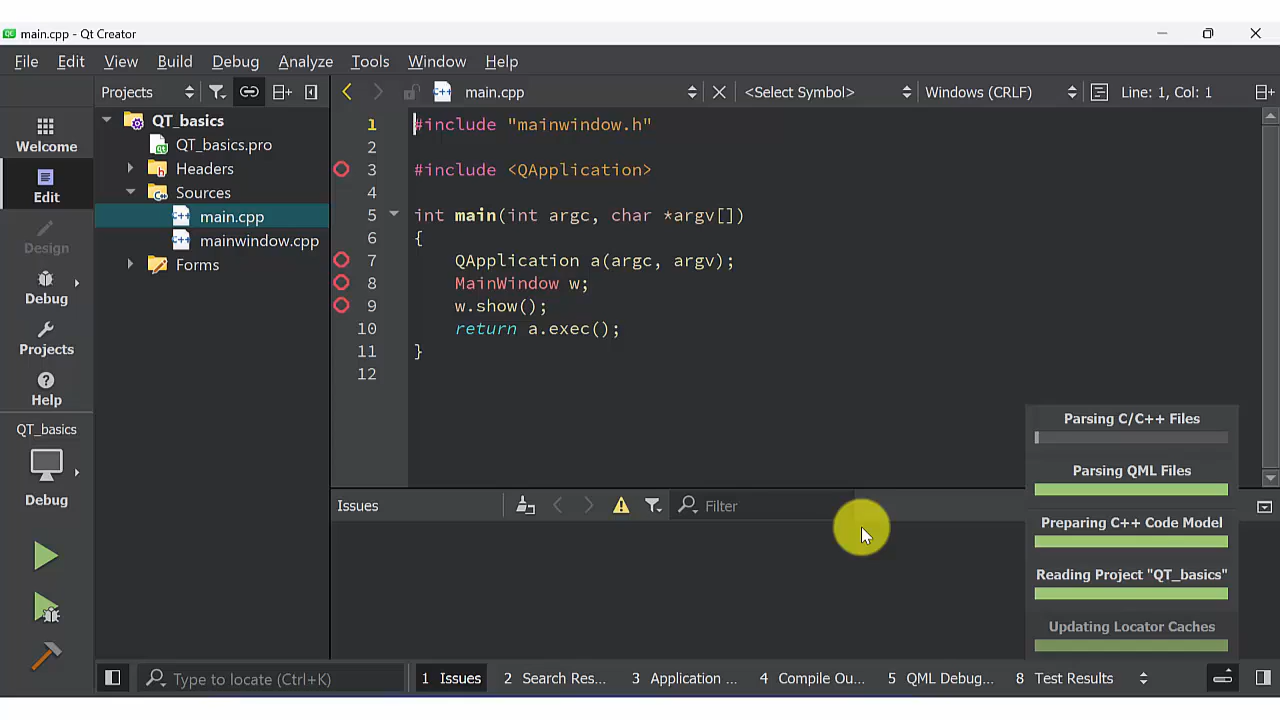 main.cpp - Qt Creator
File Edit View Build Debug Analyze Tools Window Help
Projects
main.cpp
<Select Symbol>
Windows (CRLF)
Line: 1, Col: 1
Welcome
Edit
Design
Debug
Projects
Help
QT_basics
Debug
QT_basics
QT_basics.pro
Headers
Sources
main.cpp
mainwindow.cpp
Forms
1 #include "mainwindow.h"
2
3 #include <QApplication>
4
5 int main(int argc, char *argv[])
6 {
7 QApplication a(argc, argv);
8 MainWindow w;
9 w.show();
10 return a.exec();
11 }
12
Parsing C/C++ Files
Parsing QML Files
Preparing C++ Code Model
Reading Project "QT_basics"
Updating Locator Caches
Issues
Filter
Type to locate (Ctrl+K)
1 Issues
2 Search Res...
3 Application ...
4 Compile Ou...
5 QML Debug...
8 Test Results